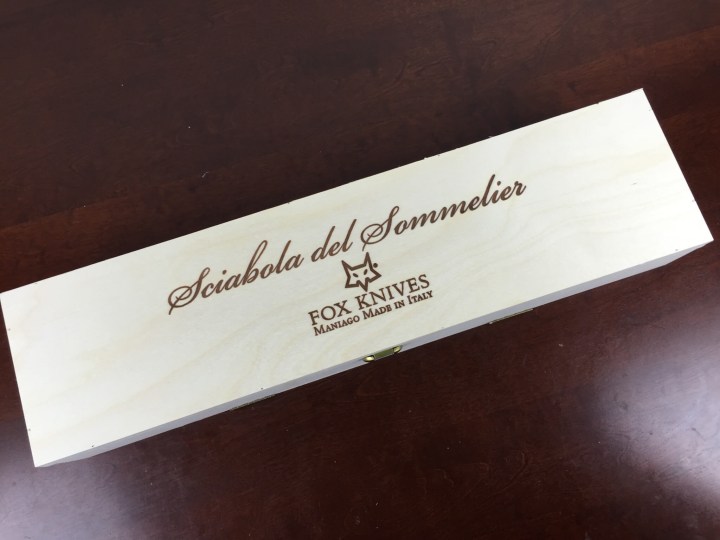 Sciabola del Sommelier
FOX KNIVES
Maniago Made in Italy